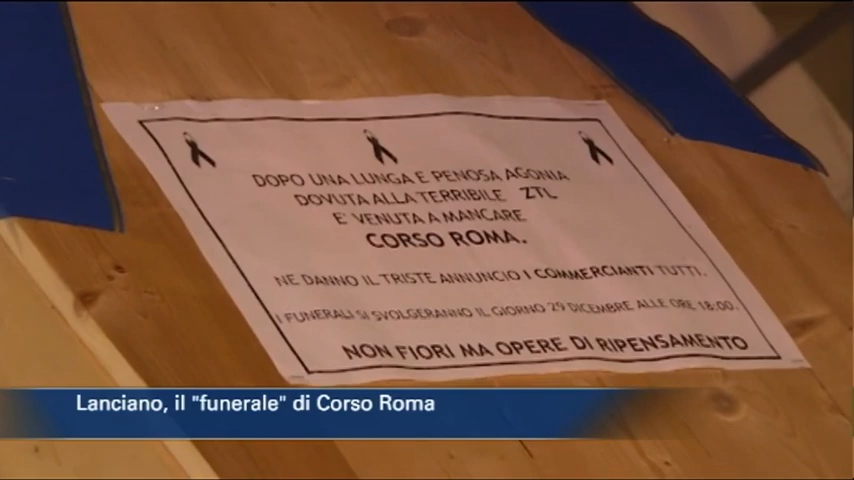 DOPO UNA LUNGA E PENOSA AGONIA
DOVUTA ALLA TERRIBILE ZTL
E' VENUTA A MANCARE
CORSO ROMA.
NE DANNO IL TRISTE ANNUNCIO I COMMERCIANTI TUTTI.
I FUNERALI SI SVOLGERANNO IL GIORNO 29 DICEMBRE ALLE ORE 18:00.
NON FIORI MA OPERE DI RIPENSAMENTO
Lanciano, il "funerale" di Corso Roma